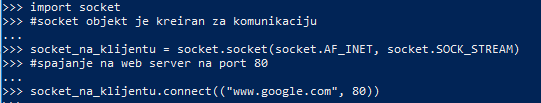 >>> import socket
>>> #socket objekt je kreiran za komunikaciju
...
>>> socket_na_klijentu = socket.socket(socket.AF_INET, socket.SOCK_STREAM)
>>> #spajanje na web server na port 80
...
>>> socket_na_klijentu.connect(("www.google.com", 80))